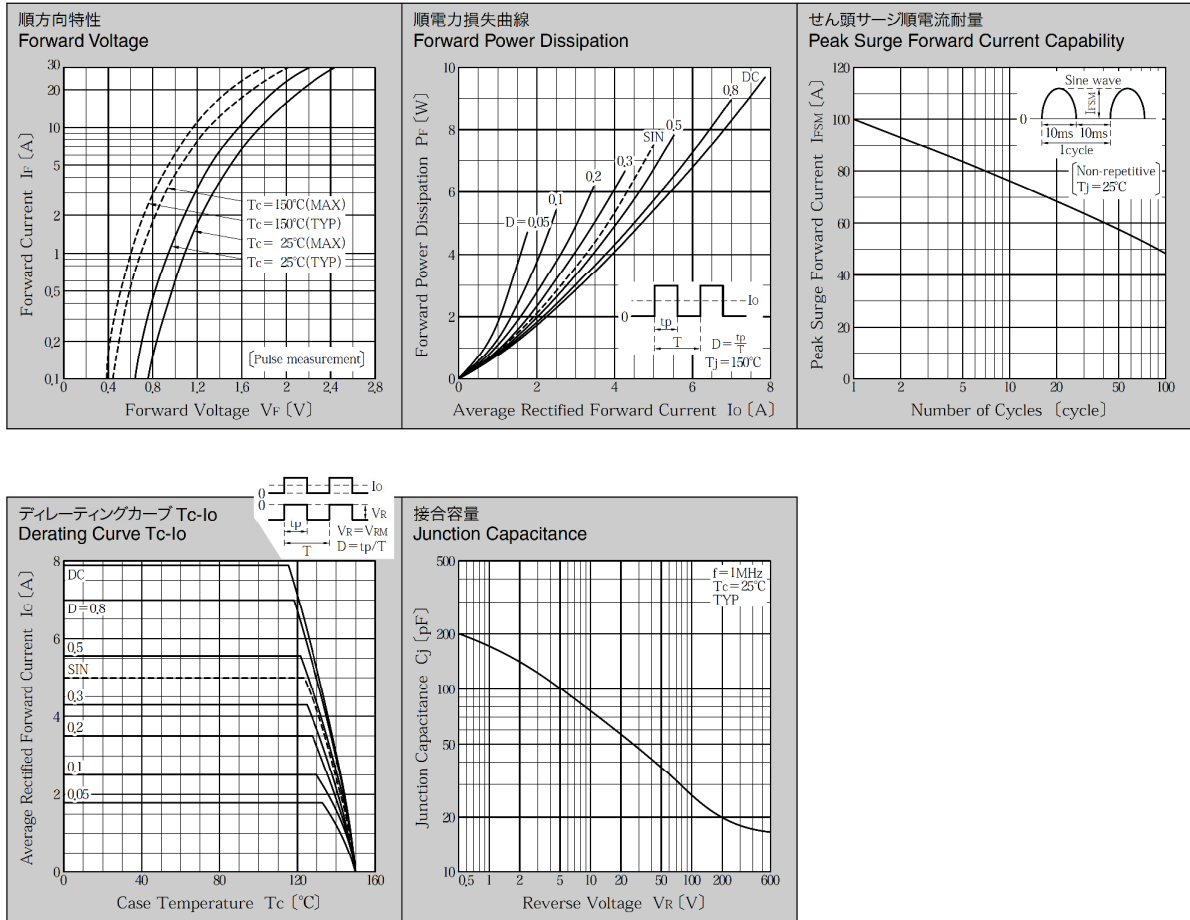 順方向特性
Forward Voltage
Forward Current IF 〔A〕
30
20
10
5
2
1
0.5
0.2
0.1
Tc=150℃(MAX)
Tc=150℃(TYP)
Tc= 25℃(MAX)
Tc= 25℃(TYP)
〔Pulse measurement〕
0 0.4 0.8 1.2 1.6 2 2.4 2.8
Forward Voltage VF 〔V〕
順電力損失曲線
Forward Power Dissipation
Forward Power Dissipation PF 〔W〕
10
8
6
4
2
0
DC
0.8
SIN
0.5
0.3
0.2
0.1
D=0.05
0
Io
tp
T
D=tp/T
Tj=150℃
0 2 4 6 8
Average Rectified Forward Current Io 〔A〕
せん頭サージ順電流耐量
Peak Surge Forward Current Capability
Peak Surge Forward Current IFSM 〔A〕
120
100
80
60
40
20
0
Sine wave
IFSM
0
10ms 10ms
1cycle
Non-repetitive
Tj=25℃
1 2 5 10 20 50 100
Number of Cycles 〔cycle〕
ディレーティングカーブ Tc-Io
Derating Curve Tc-Io
0 Io
0 VR
tp
VR=VRM
T
D=tp/T
Average Rectified Forward Current Io 〔A〕
8
6
4
2
0
DC
D=0.8
0.5
SIN
0.3
0.2
0.1
0.05
0 40 80 120 160
Case Temperature Tc 〔℃〕
接合容量
Junction Capacitance
Junction Capacitance Cj 〔pF〕
500
200
100
50
20
10
f=1MHz
Tc=25℃
TYP
0.5 1 2 5 10 20 50 100 200 600
Reverse Voltage VR 〔V〕